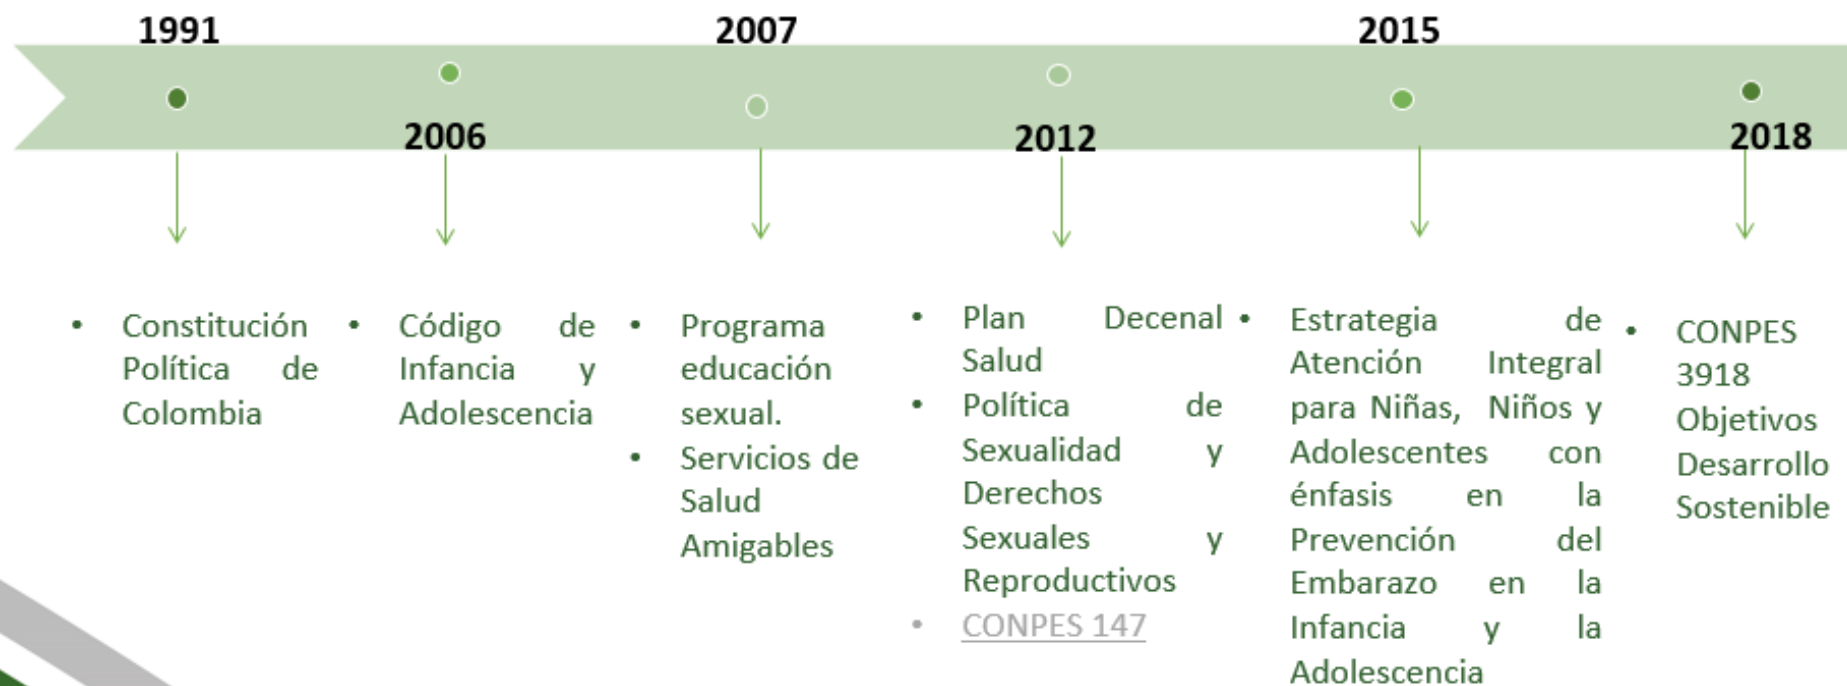 1991
2006
2007
2012
2015
2018
• Constitución
Política de
Colombia
• Código de
Infancia y
Adolescencia
• Programa
educación
sexual.
• Servicios de
Salud
Amigables
• Plan Decenal
Salud
• Política de
Sexualidad y
Derechos
Sexuales y
Reproductivos
• CONPES 147
• Estrategia de
Atención Integral
para Niñas, Niños y
Adolescentes con
énfasis en la
Prevención del
Embarazo en la
Infancia y la
Adolescencia
• CONPES
3918
Objetivos
Desarrollo
Sostenible